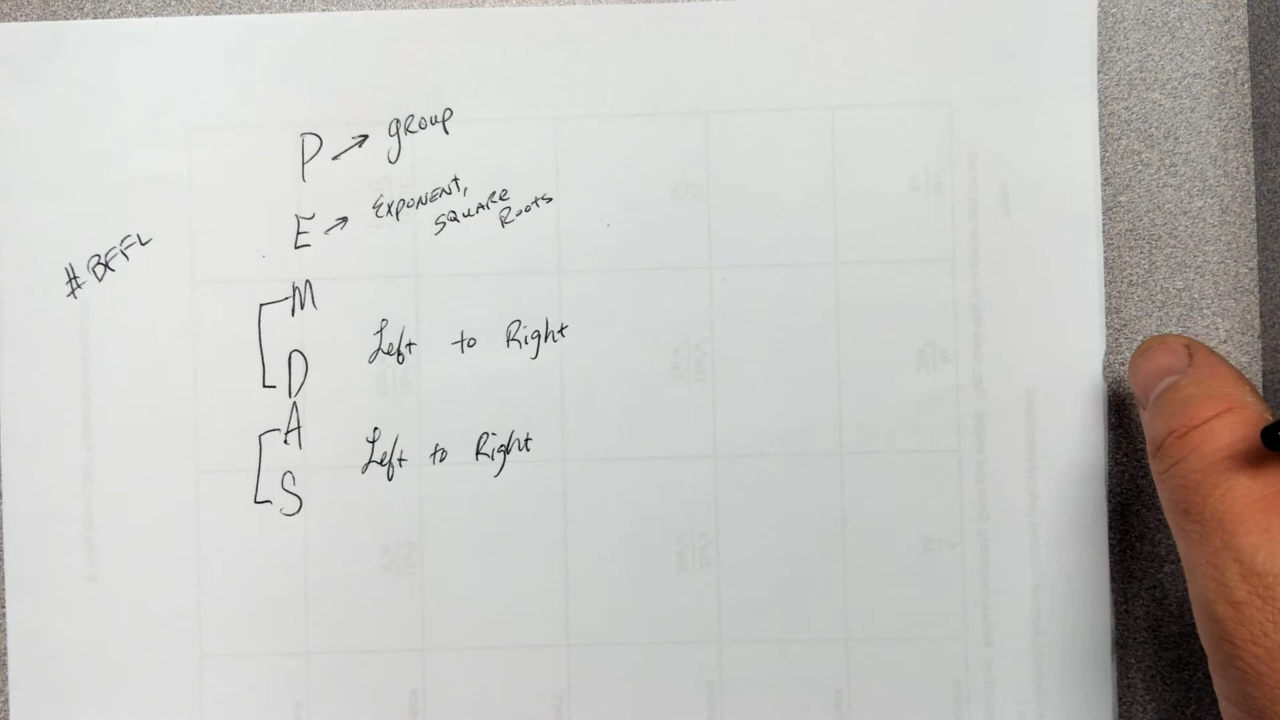 P → group
E → Exponent,
Square
Roots
#BFFL
M
D
Left to Right
A
S
Left to Right